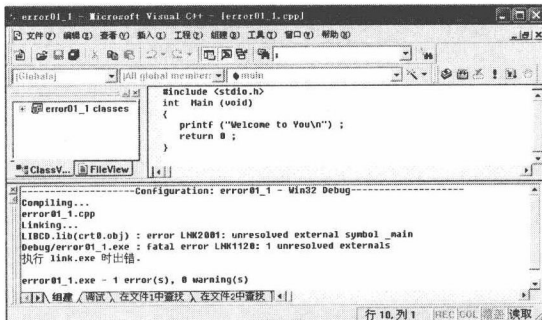 error01_1 - Microsoft Visual C++ - [error01_1.cpp]
文件(F) 编辑(E) 查看(V) 插入(I) 工程(P) 组建(B) 工具(T) 窗口(W) 帮助(H)
(Globals) (All global member: main
error01_1 classes
#include <stdio.h>
int Main (void)
{
printf ("Welcome to You\n") ;
return 0 ;
}
ClassV... FileView
--------------------Configuration: error01_1 - Win32 Debug--------------------
Compiling...
error01_1.cpp
Linking...
LIBCD.lib(crt0.obj) : error LNK2001: unresolved external symbol _main
Debug/error01_1.exe : fatal error LNK1120: 1 unresolved externals
执行 link.exe 时出错.
error01_1.exe - 1 error(s), 0 warning(s)
组建 调试 在文件1中查找 在文件2中查找
行 10, 列 1 REC COL 覆盖 读取